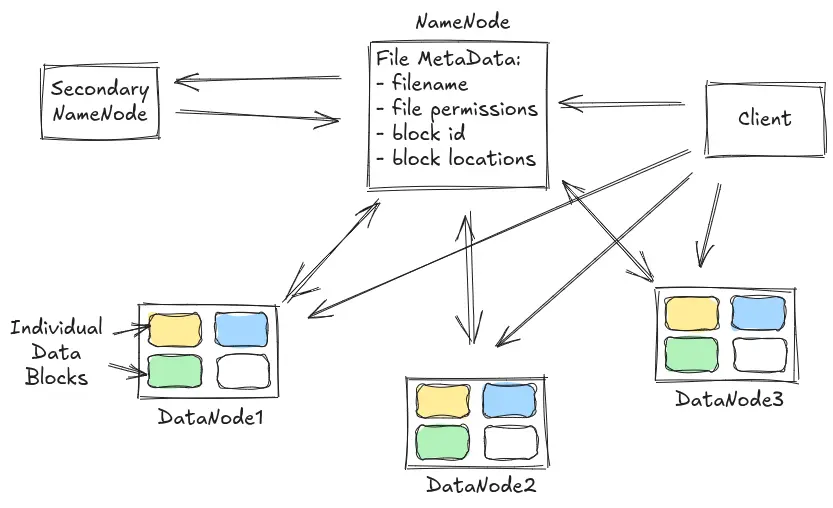 NameNode
File MetaData:
- filename
- file permissions
- block id
- block locations
Secondary
NameNode
Client
Individual
Data
Blocks
DataNode1
DataNode2
DataNode3